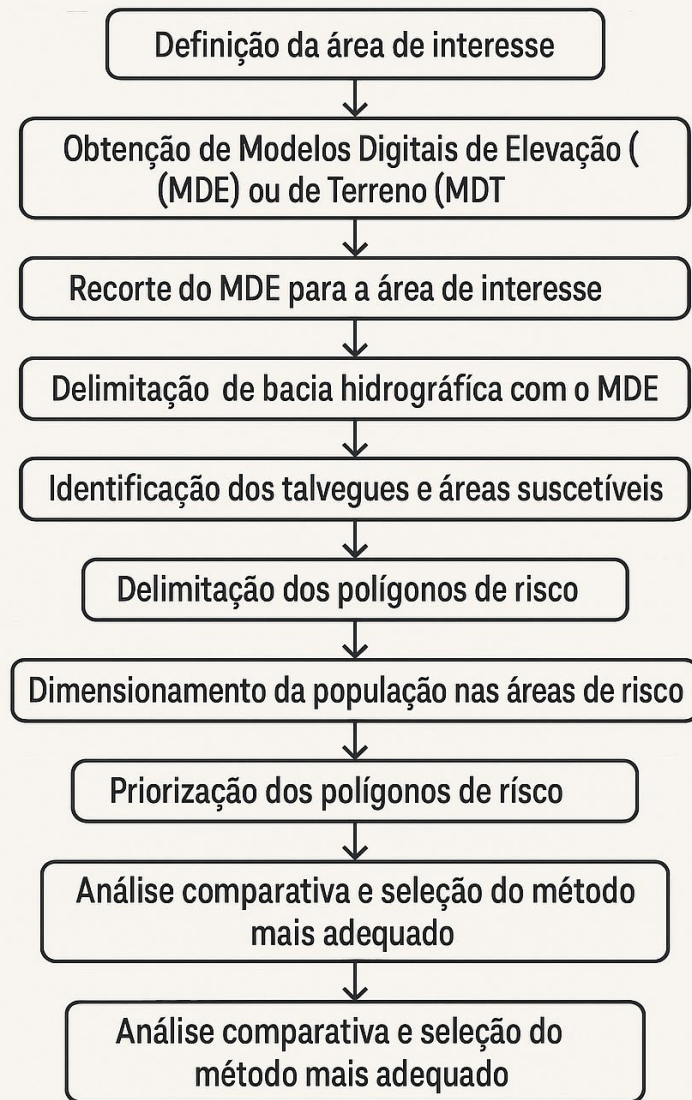 Definição da área de interesse
Obtenção de Modelos Digitais de Elevação (
(MDE) ou de Terreno (MDT
Recorte do MDE para a área de interesse
Delimitação de bacia hidrográfíca com o MDE
Identificação dos talvegues e áreas suscetíveis
Delimitação dos polígonos de risco
Dimensionamento da população nas áreas de risco
Priorização dos polígonos de rísco
Análise comparativa e seleção do método
mais adequado
Análise comparativa e seleção do
método mais adequado